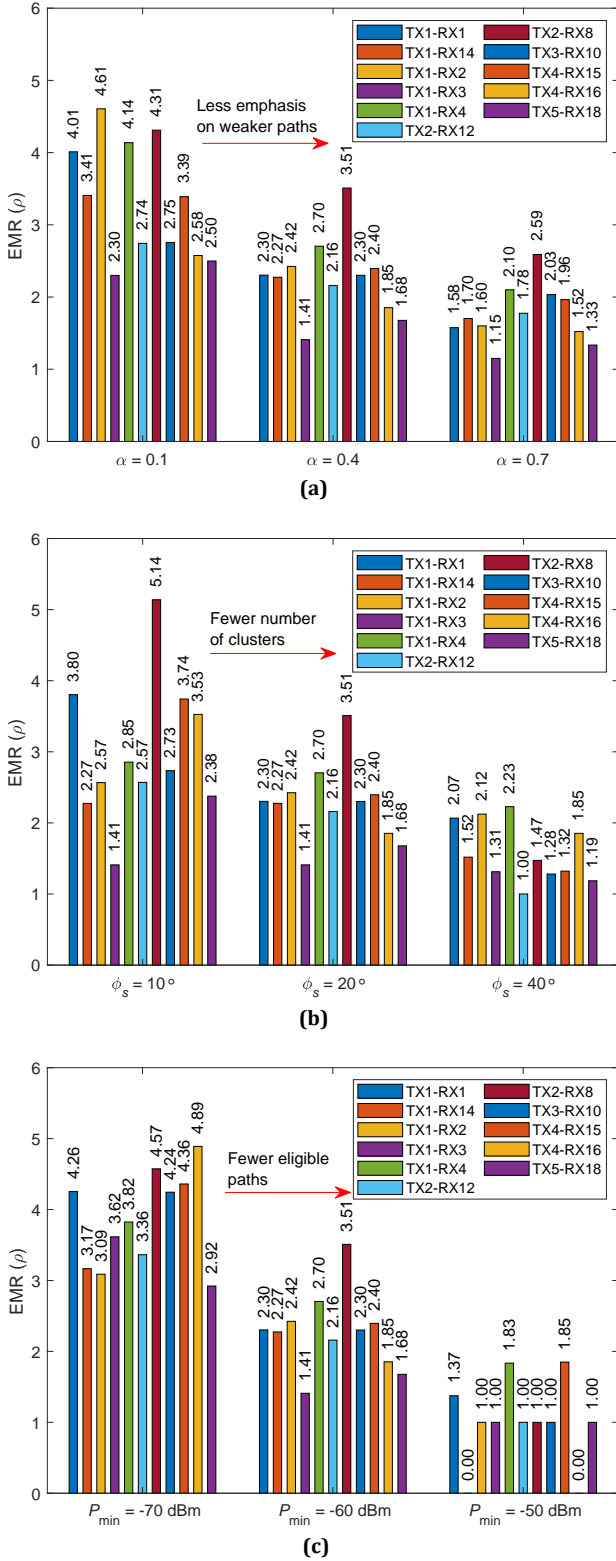 6
5
4
3
2
1
0
EMR (ρ)
TX1-RX1 TX2-RX8
TX1-RX14 TX3-RX10
TX1-RX2 TX4-RX15
TX1-RX3 TX4-RX16
TX1-RX4 TX5-RX18
TX2-RX12
Less emphasis
on weaker paths
4.01 3.41 4.61 2.30 4.14 2.74 4.31 2.75 3.39 2.58 2.50
2.30 2.27 2.42 1.41 2.70 2.16 3.51 2.30 2.40 1.85 1.68
1.58 1.70 1.60 1.15 2.10 1.78 2.59 2.03 1.96 1.52 1.33
α = 0.1 α = 0.4 α = 0.7
(a)
6
5
4
3
2
1
0
EMR (ρ)
TX1-RX1 TX2-RX8
TX1-RX14 TX3-RX10
TX1-RX2 TX4-RX15
TX1-RX3 TX4-RX16
TX1-RX4 TX5-RX18
TX2-RX12
Fewer number
of clusters
3.80 2.27 2.57 1.41 2.85 2.57 5.14 2.73 3.74 3.53 2.38
2.30 2.27 2.42 1.41 2.70 2.16 3.51 2.30 2.40 1.85 1.68
2.07 1.52 2.12 1.31 2.23 1.00 1.47 1.28 1.32 1.85 1.19
ϕs = 10° ϕs = 20° ϕs = 40°
(b)
6
5
4
3
2
1
0
EMR (ρ)
TX1-RX1 TX2-RX8
TX1-RX14 TX3-RX10
TX1-RX2 TX4-RX15
TX1-RX3 TX4-RX16
TX1-RX4 TX5-RX18
TX2-RX12
Fewer eligible
paths
4.26 3.17 3.09 3.62 3.82 3.36 4.57 4.24 4.36 4.89 2.92
2.30 2.27 2.42 1.41 2.70 2.16 3.51 2.30 2.40 1.85 1.68
1.37 0.00 1.00 1.00 1.83 1.00 1.00 1.00 1.85 0.00 1.00
Pmin = -70 dBm Pmin = -60 dBm Pmin = -50 dBm
(c)